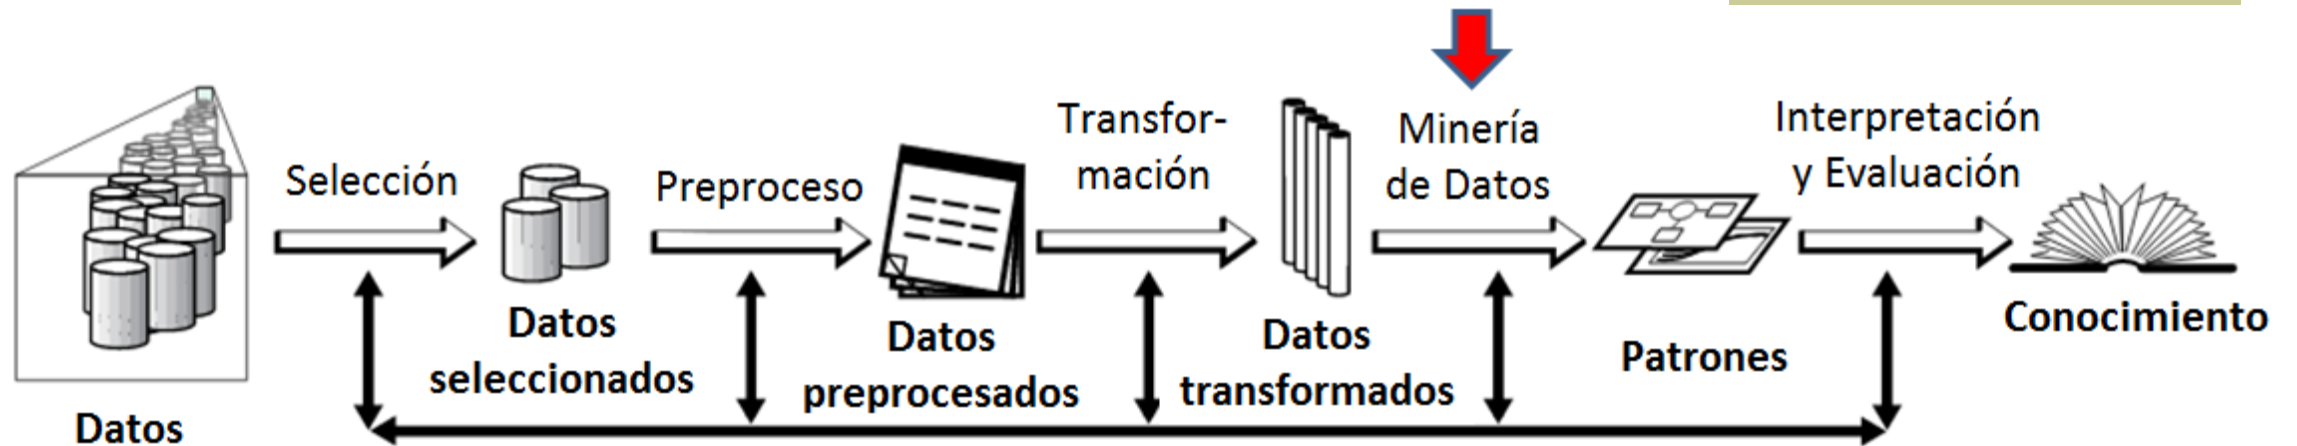 Datos
Selección
Datos
seleccionados
Preproceso
Datos
preprocesados
Transfor-
mación
Datos
transformados
Minería
de Datos
Patrones
Interpretación
y Evaluación
Conocimiento